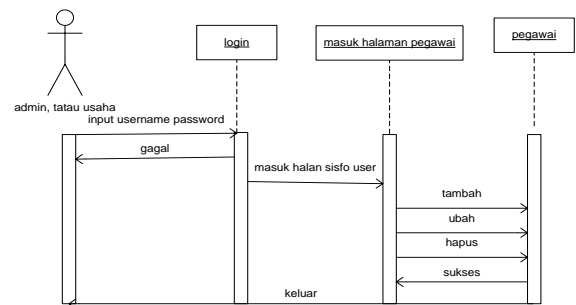 login
masuk halaman pegawai
pegawai
admin, tatau usaha
input username password
gagal
masuk halan sisfo user
tambah
ubah
hapus
sukses
keluar